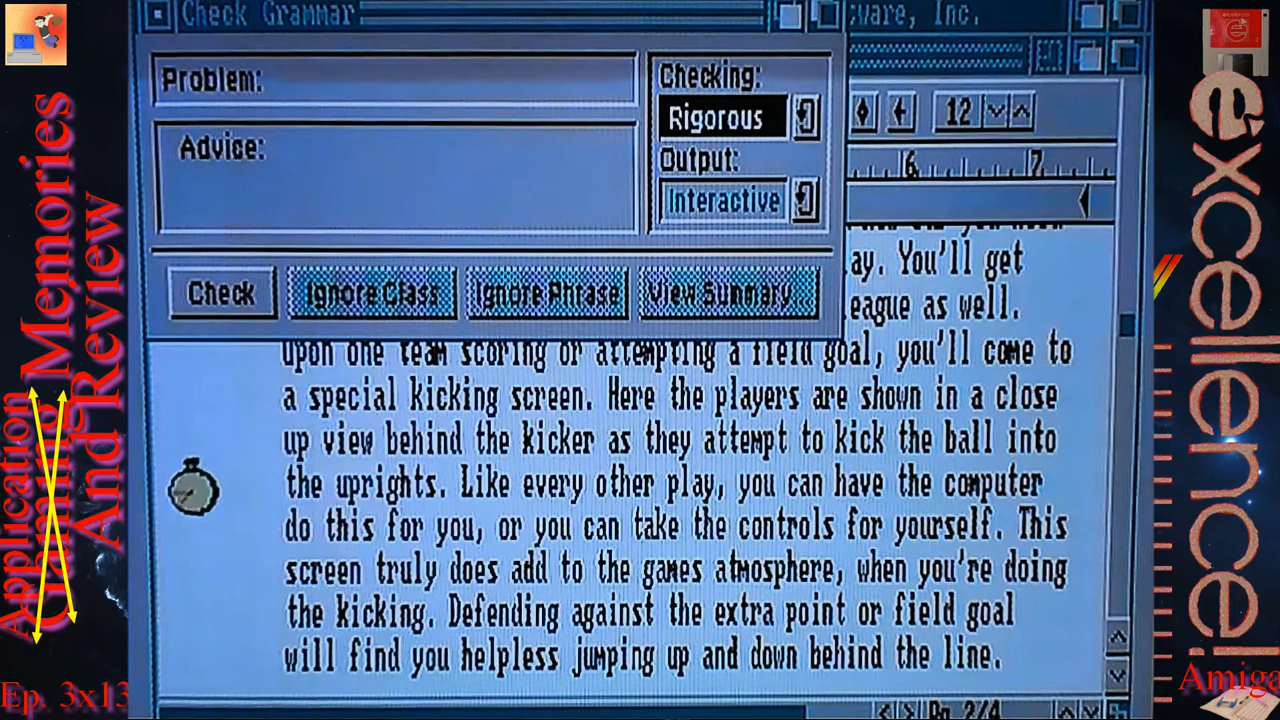 Check Grammar
ware, Inc.
Problem:
Advice:
Checking:
Rigorous
Output:
Interactive
Check
Ignore Class
Ignore Phrase
View Summary
12
6 7
ay. You'll get
eague as well.
upon one team scoring or attempting a field goal, you'll come to
a special kicking screen. Here the players are shown in a close
up view behind the kicker as they attempt to kick the ball into
the uprights. Like every other play, you can have the computer
do this for you, or you can take the controls for yourself. This
screen truly does add to the games atmosphere, when you're doing
the kicking. Defending against the extra point or field goal
will find you helpless jumping up and down behind the line.
Pg 2/4
Application
Gaming Memories
And Review
Ep. 3x13
excellence!
Amiga